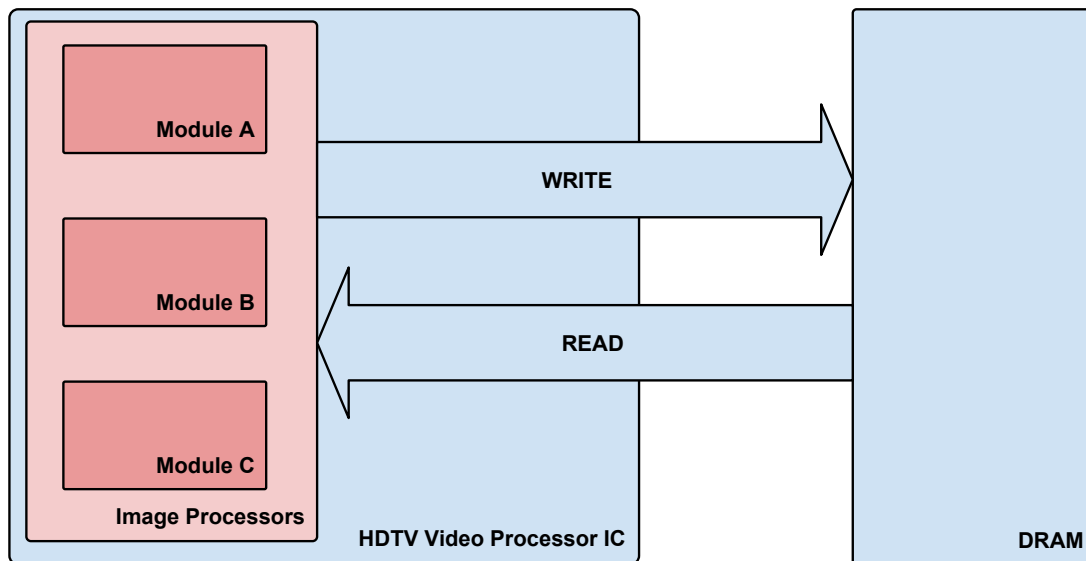 Module A
WRITE
Module B
READ
Module C
Image Processors
HDTV Video Processor IC
DRAM